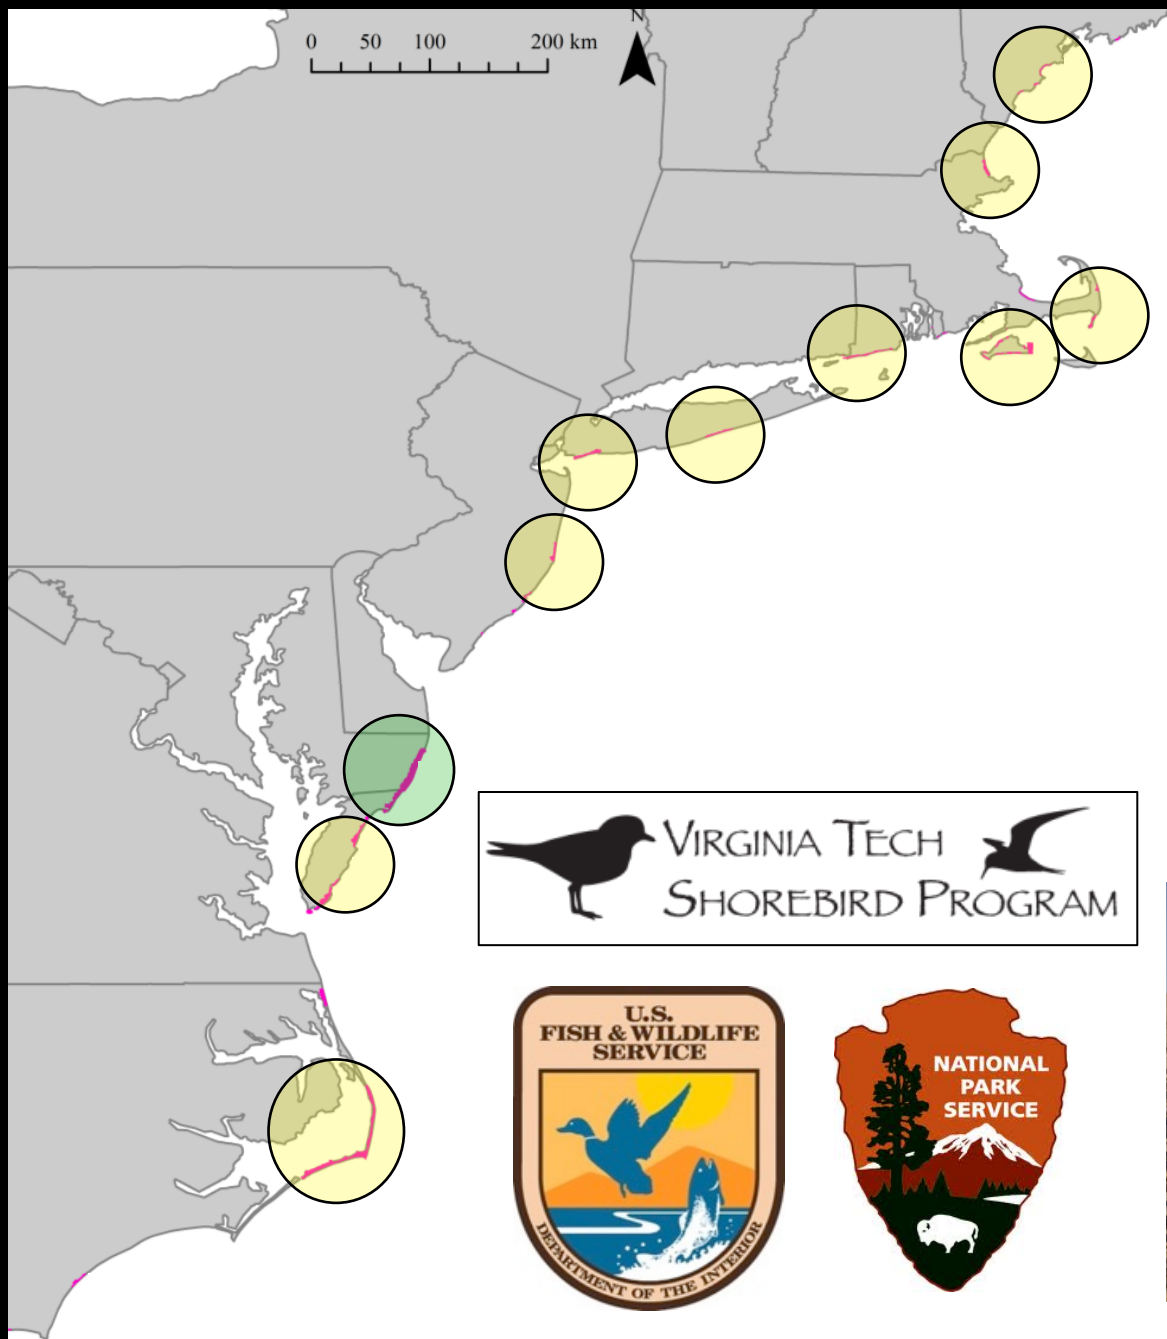 N
0 50 100 200 km
VIRGINIA TECH
SHOREBIRD PROGRAM
U.S.
FISH & WILDLIFE
SERVICE
DEPARTMENT OF THE INTERIOR
NATIONAL
PARK
SERVICE